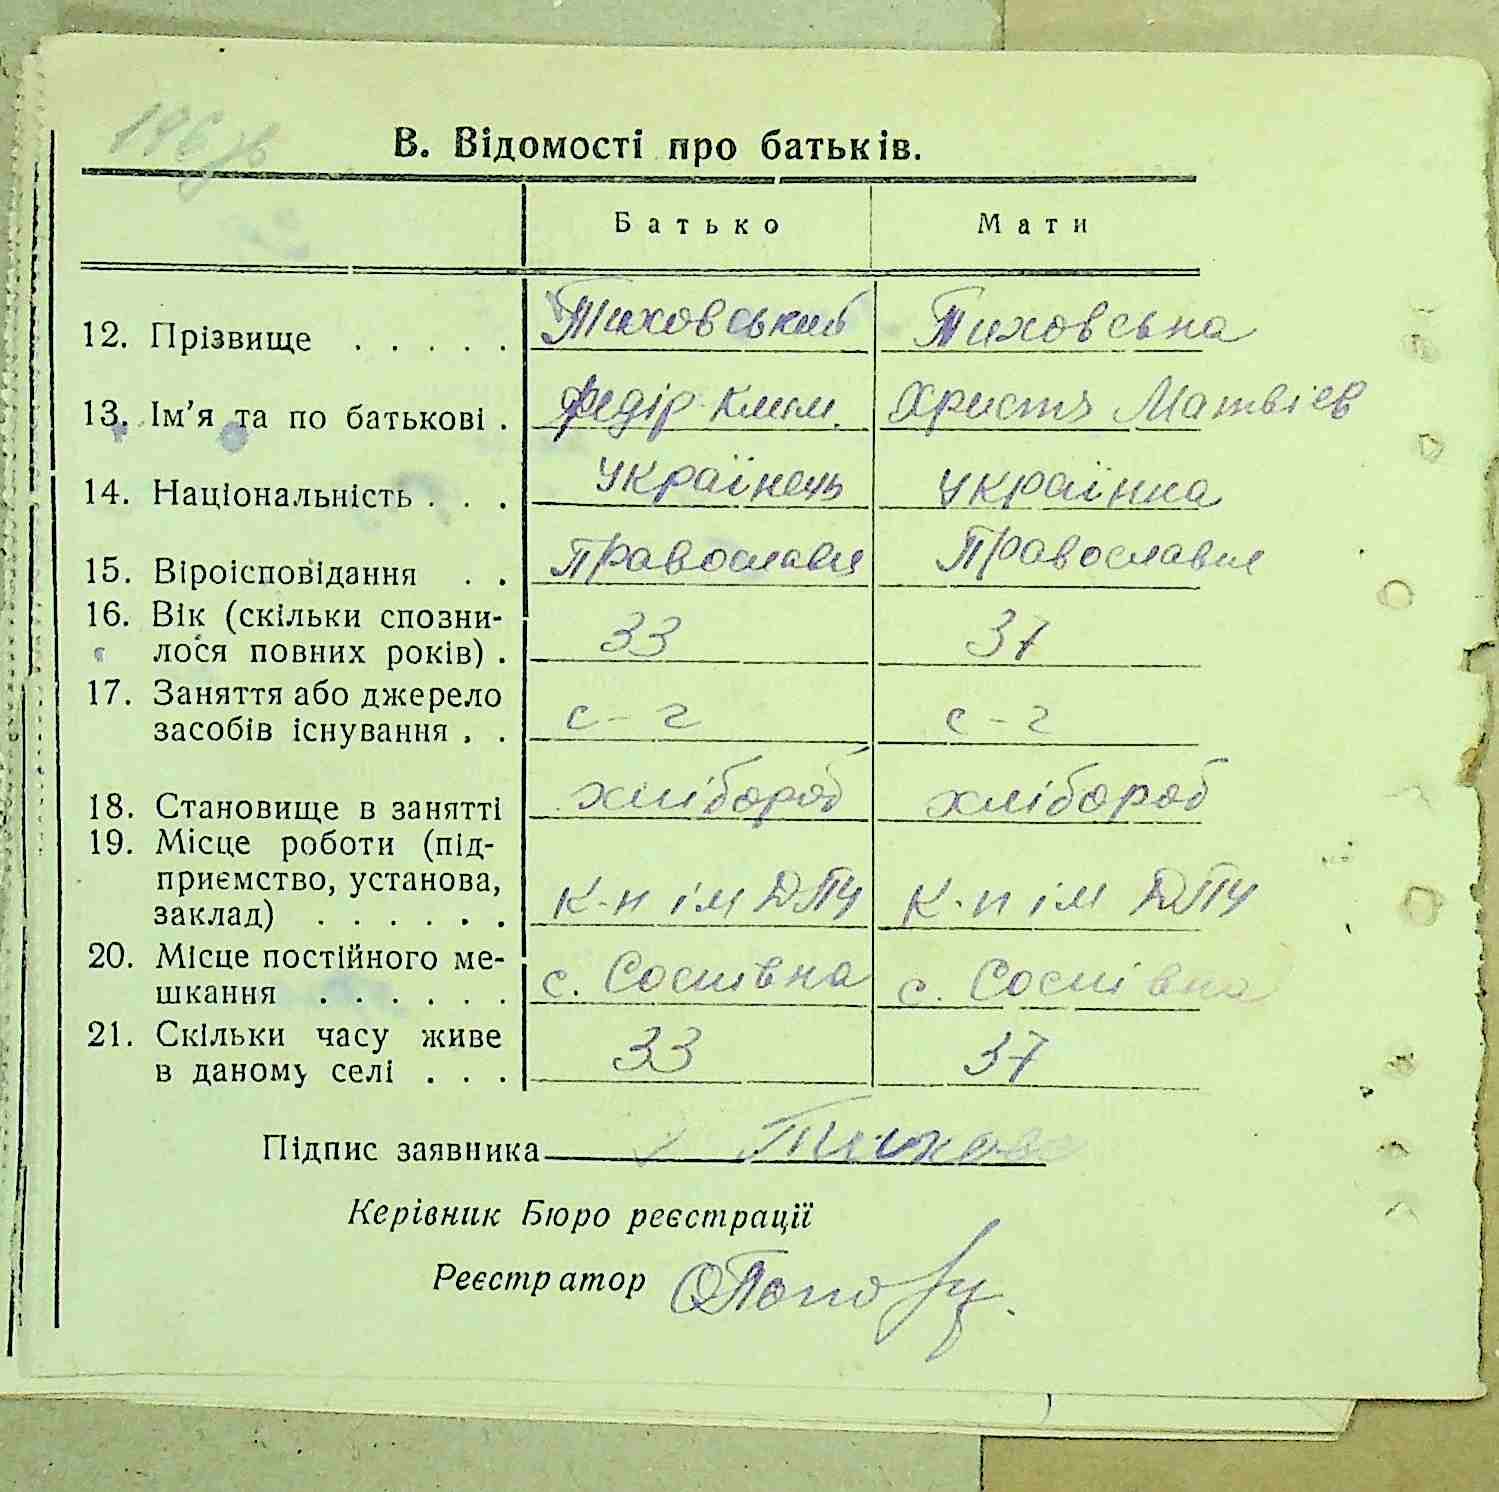 146зв
В. Відомості про батьків.
Батько Мати
12. Прізвище . . . . . Тиховський Тиховська
13. Ім’я та по батькові . Федір Клим. Христя Матвієв
14. Національність . . . українець українка
15. Віроісповідання . . Православн Православн
16. Вік (скільки спозни-
лося повних років) . 33 37
17. Заняття або джерело
засобів існування . . с-г с-г
18. Становище в занятті хлібороб хлібороб
19. Місце роботи (під-
приємство, установа,
заклад) . . . . . . К-п ім ДПУ К-п ім ДПУ
20. Місце постійного ме-
шкання . . . . . . с. Соснівка с. Соснівка
21. Скільки часу живе
в даному селі . . . 33 37
Підпис заявника
Керівник Бюро реєстрації
Реєстратор